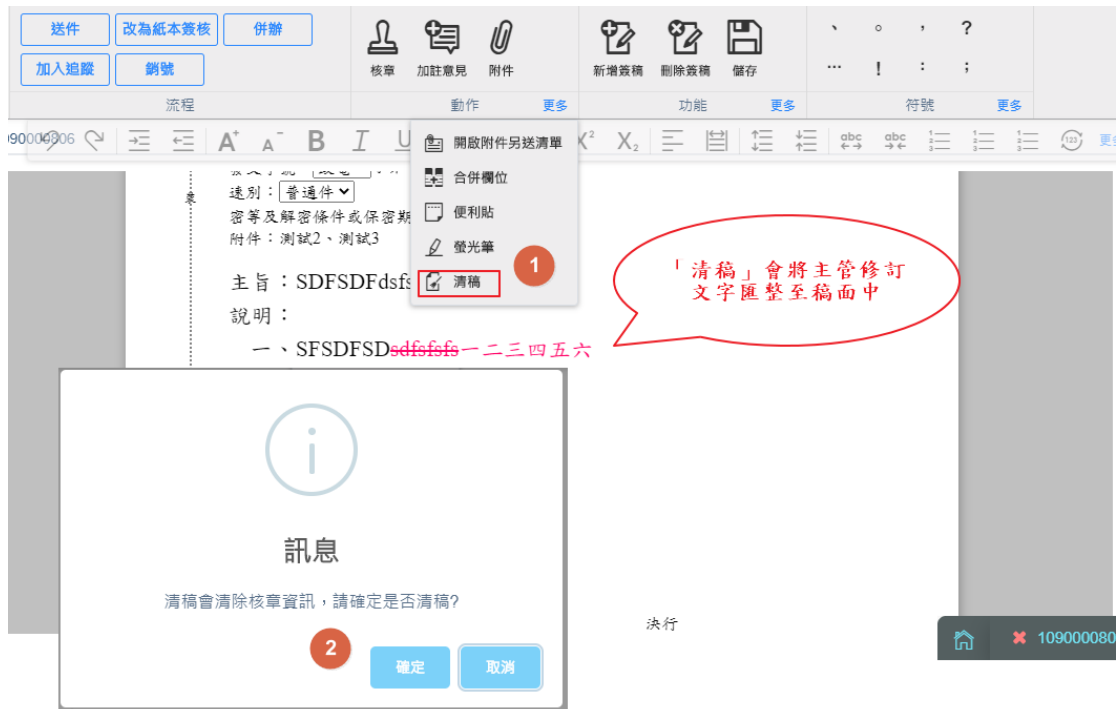 送件 改為紙本簽核 併辦
加入追蹤 銷號
流程
核章 加註意見 附件
動作 更多
新增簽稿 刪除簽稿 儲存
功能 更多
、 。 , ?
… ! : ;
符號 更多
090000806 A+ A- B I U X² X₂ abc abc 更
開啟附件另送清單
合併欄位
便利貼
螢光筆
清稿
1
速別：普通件
密等及解密條件或保密期
附件：測試2、測試3
主旨：SDFSDFdsfs
說明：
一、SFSDFSDsdfsfsfs一二三四五六
「清稿」會將主管修訂
文字匯整至稿面中
訊息
清稿會清除核章資訊，請確定是否清稿?
2
確定 取消
決行
109000080